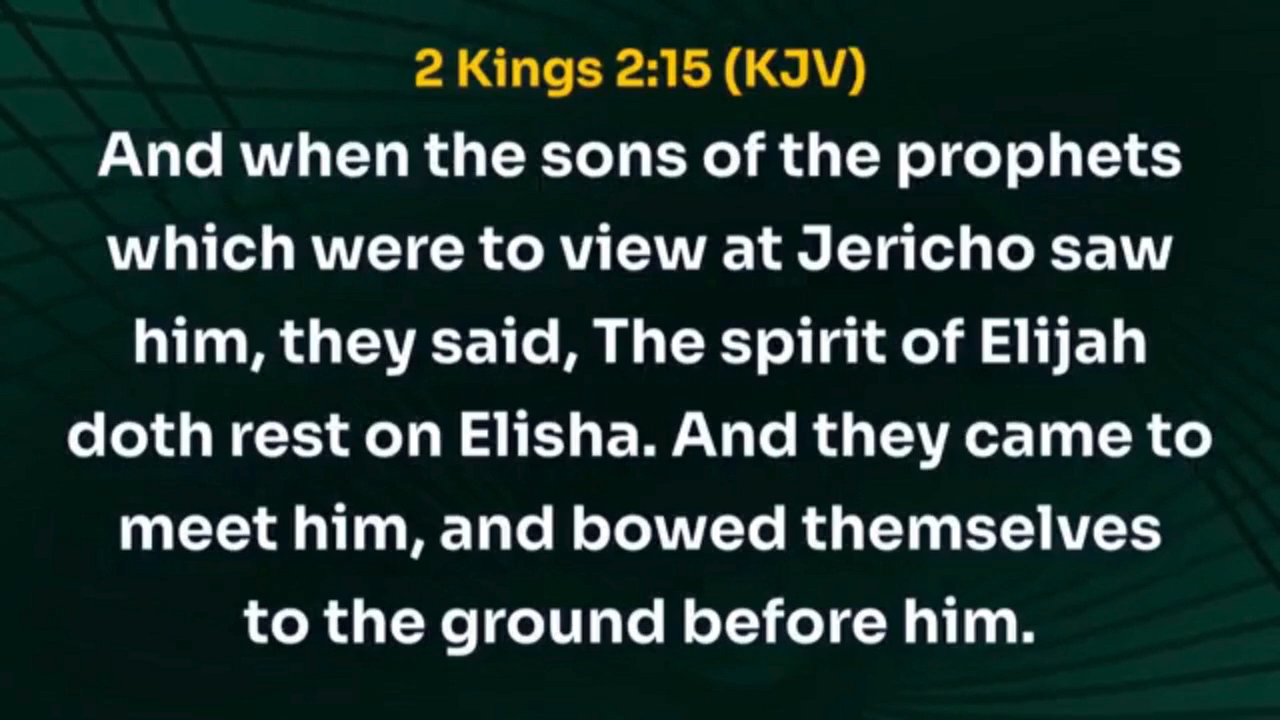 2 Kings 2:15 (KJV)
And when the sons of the prophets
which were to view at Jericho saw
him, they said, The spirit of Elijah
doth rest on Elisha. And they came to
meet him, and bowed themselves
to the ground before him.